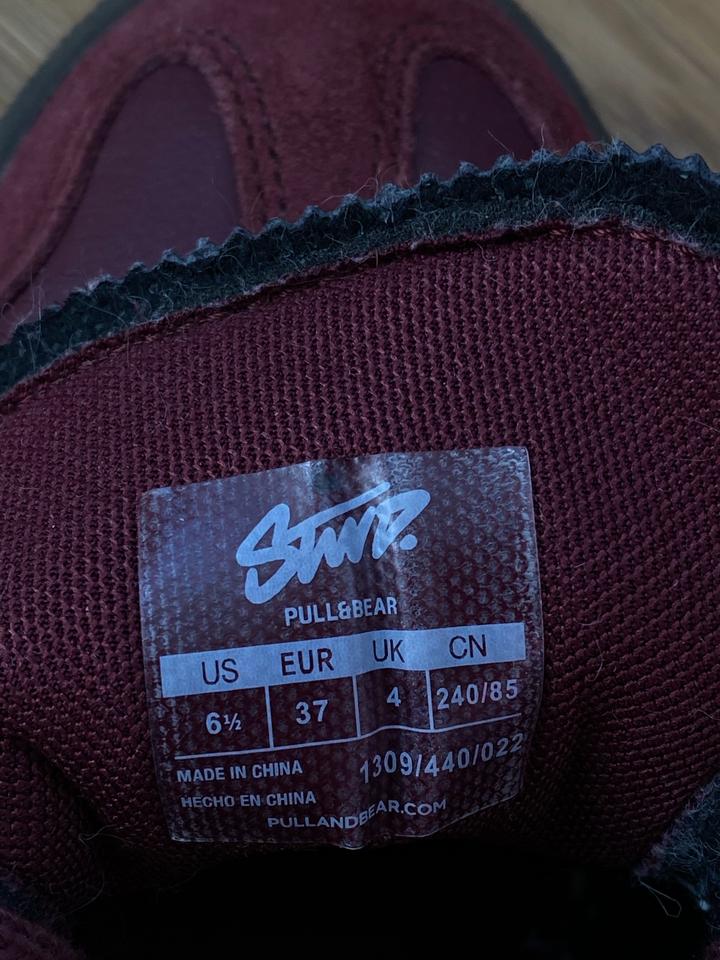 STWD.
PULL&BEAR
US EUR UK CN
6½ 37 4 240/85
MADE IN CHINA 1309/440/022
HECHO EN CHINA
PULLANDBEAR.COM